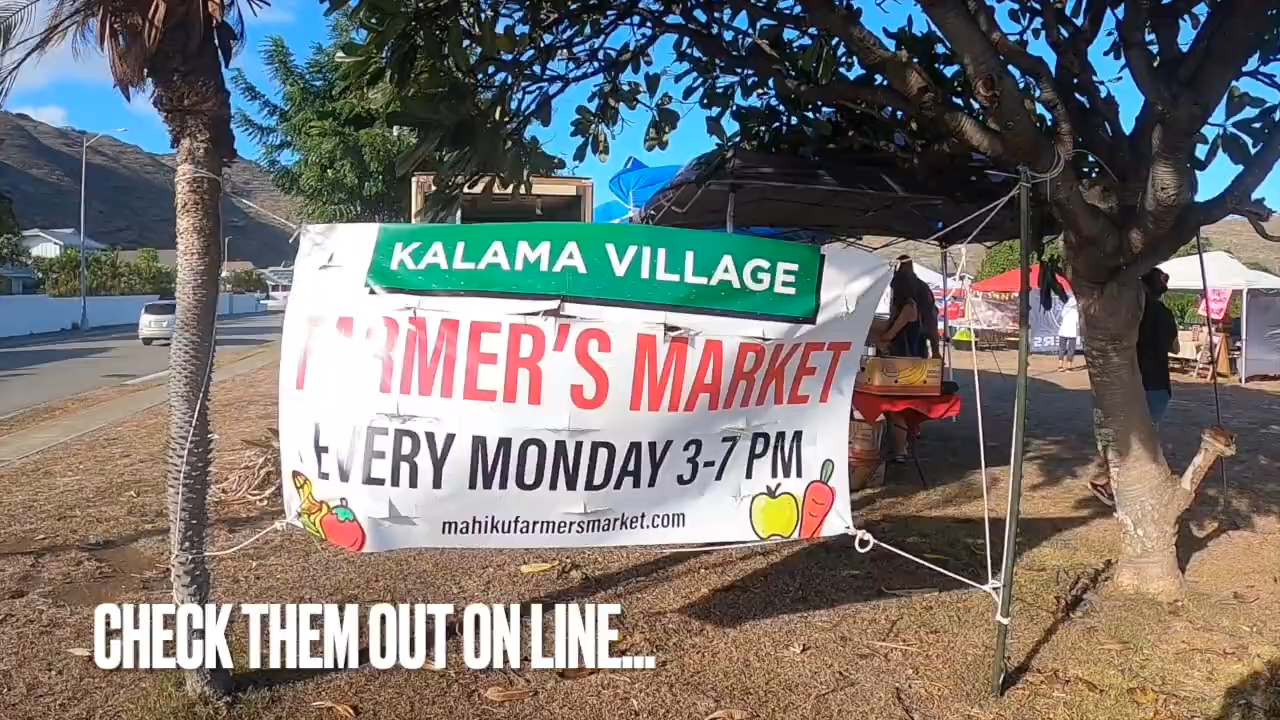 KALAMA VILLAGE
FARMER'S MARKET
EVERY MONDAY 3-7 PM
mahikufarmersmarket.com
CHECK THEM OUT ON LINE...